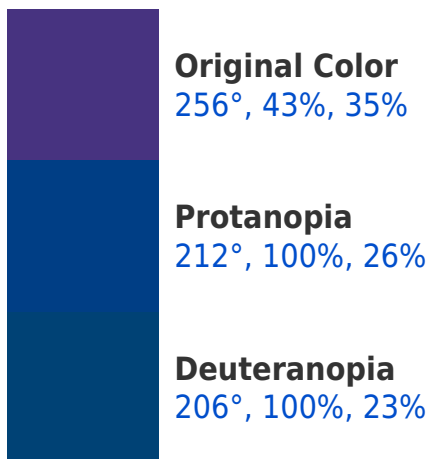 Original Color
256°, 43%, 35%
Protanopia
212°, 100%, 26%
Deuteranopia
206°, 100%, 23%